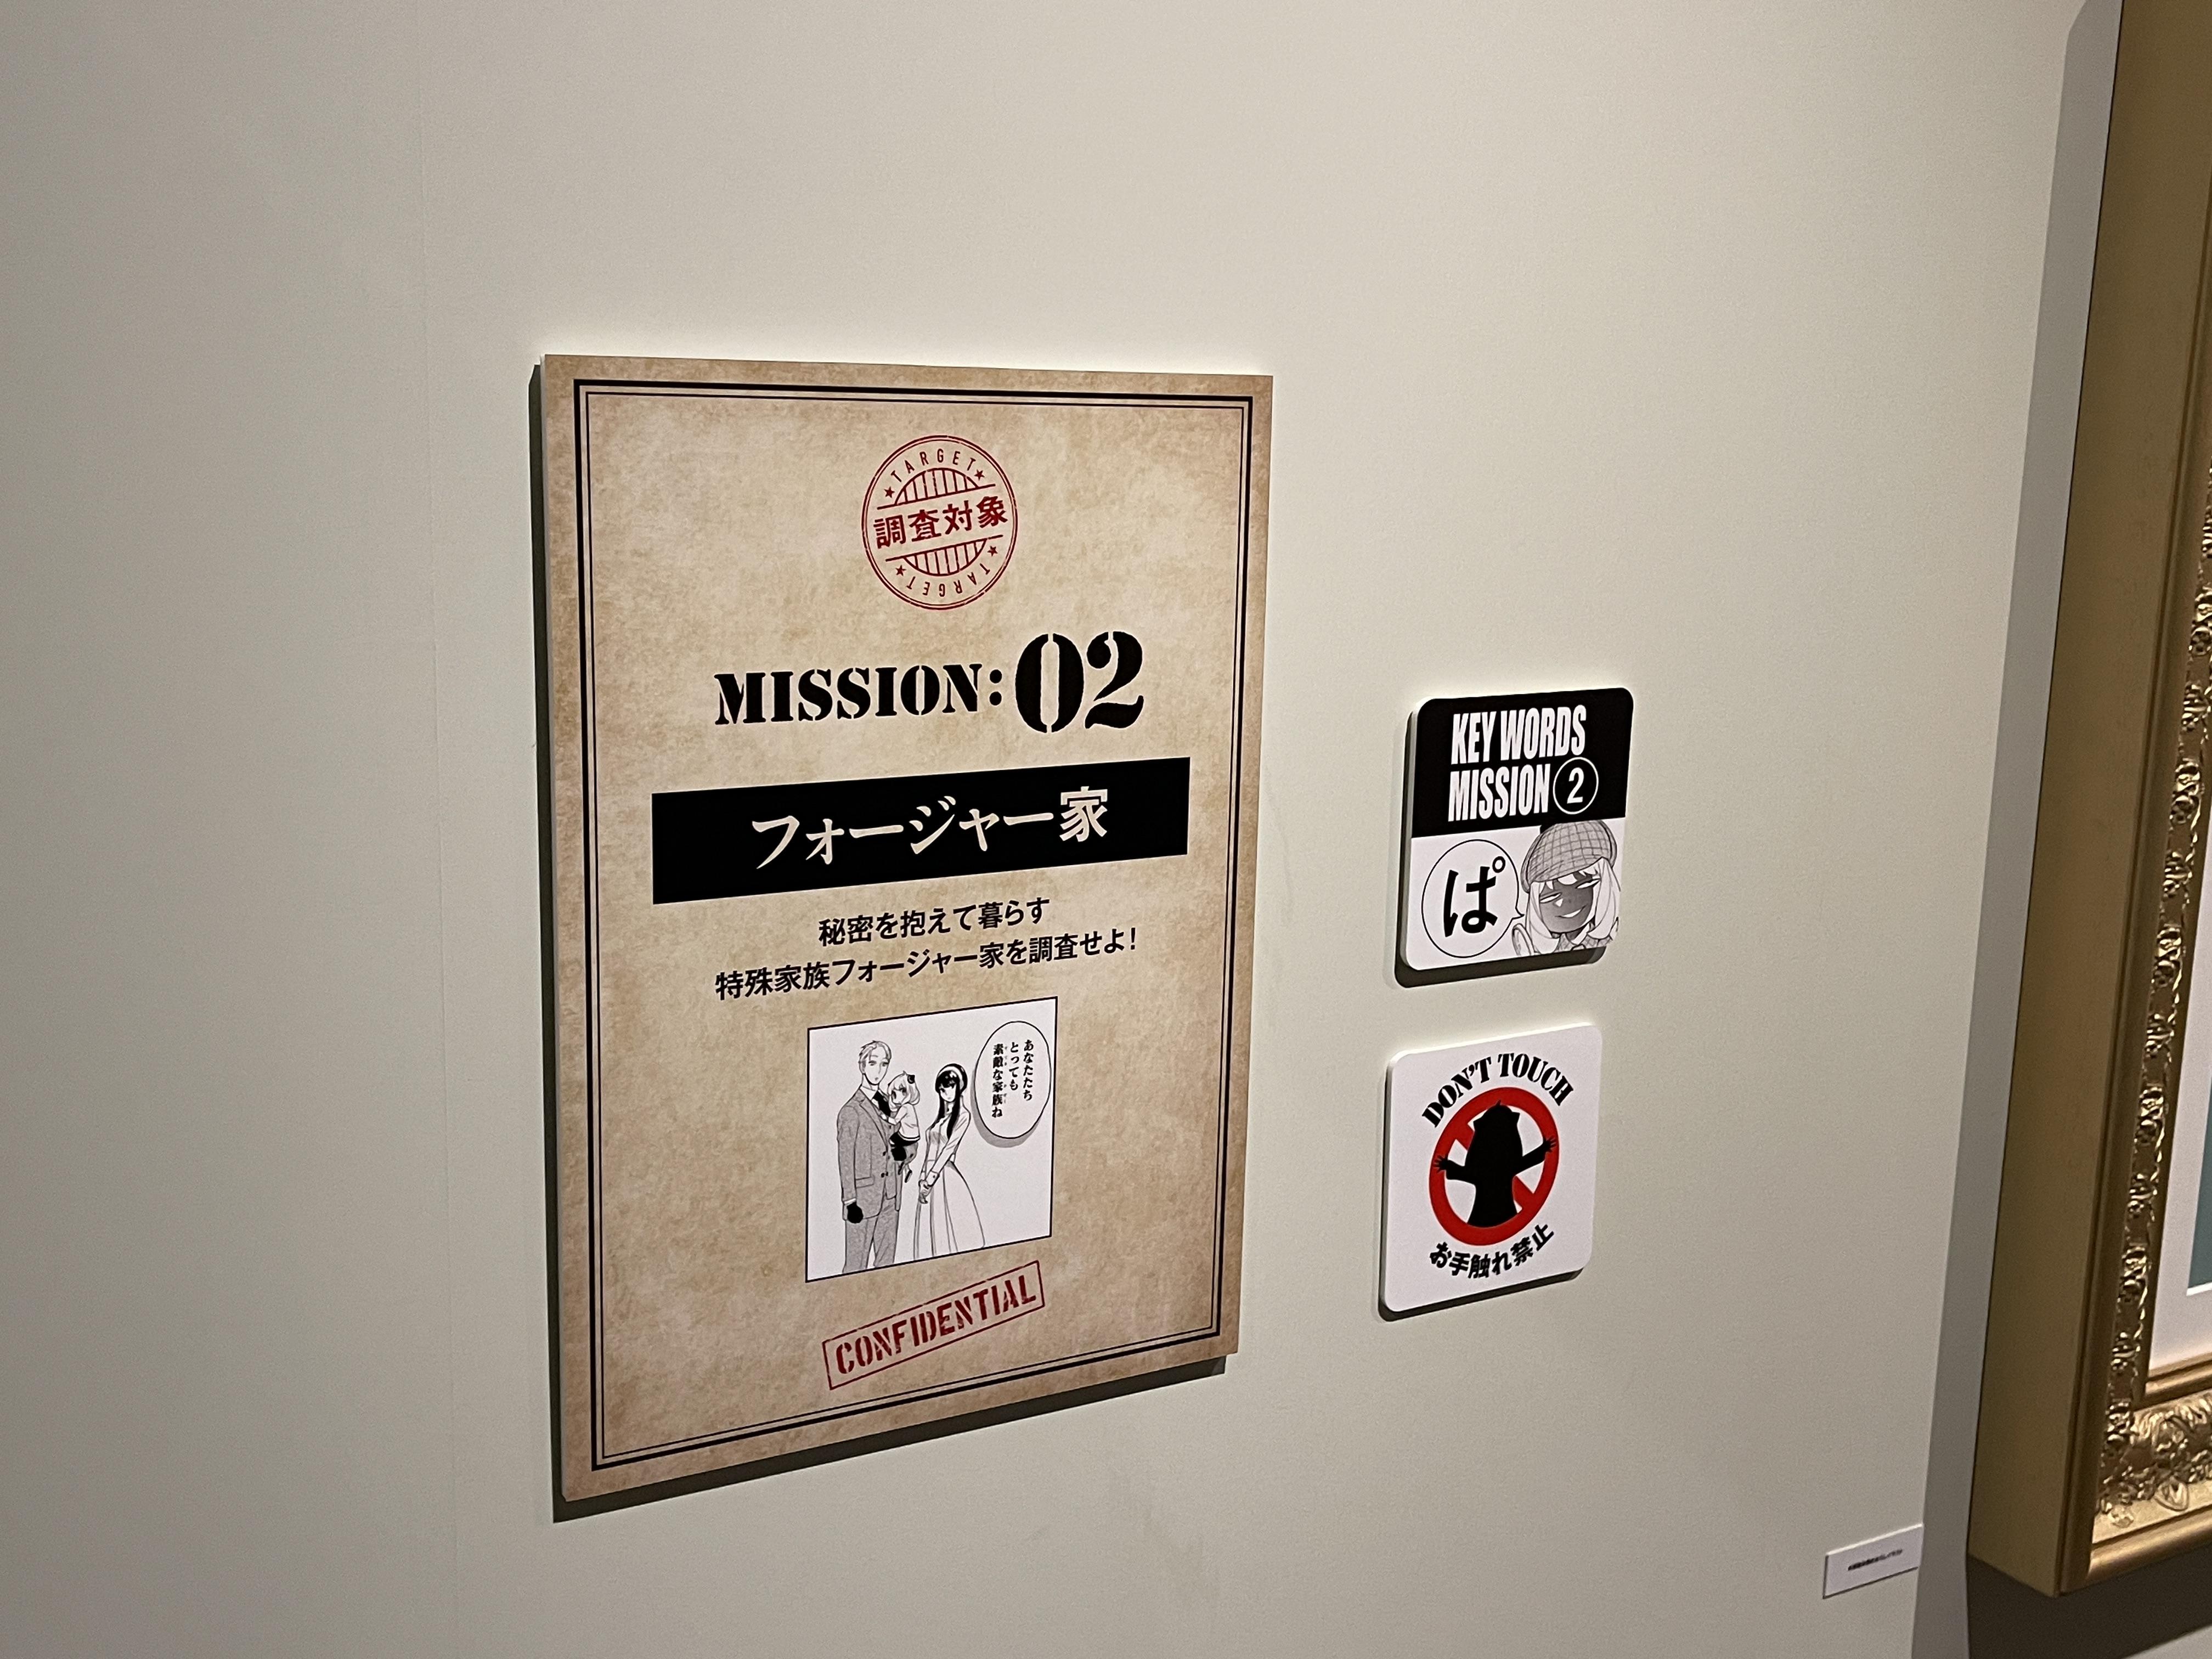 TARGET
調査対象
TARGET
MISSION:02
フォージャー家
秘密を抱えて暮らす
特殊家族フォージャー家を調査せよ!
あなたたち
とっても
素敵な家族ね
CONFIDENTIAL
KEY WORDS
MISSION②
ぱ
DON'T TOUCH
お手触れ禁止